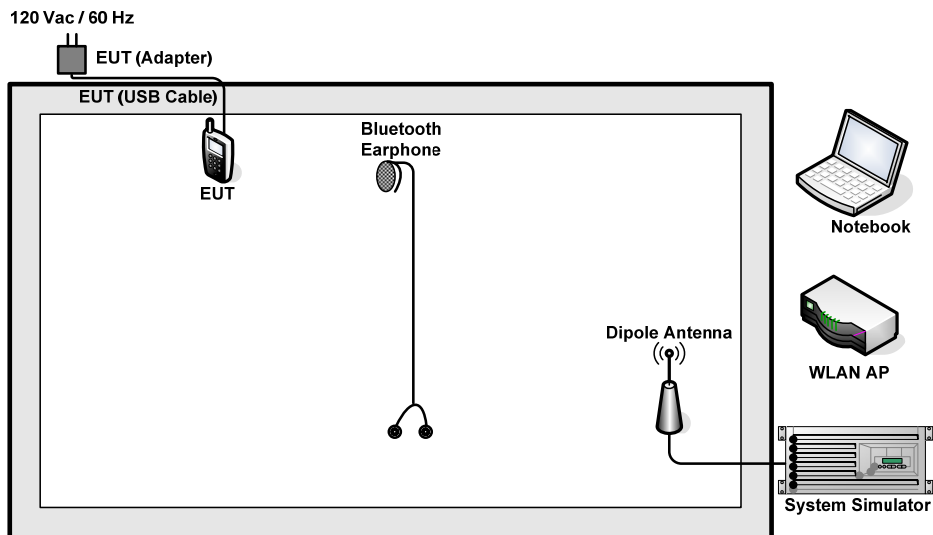 120 Vac / 60 Hz
EUT (Adapter)
EUT (USB Cable)
EUT
Bluetooth
Earphone
Notebook
Dipole Antenna
WLAN AP
System Simulator